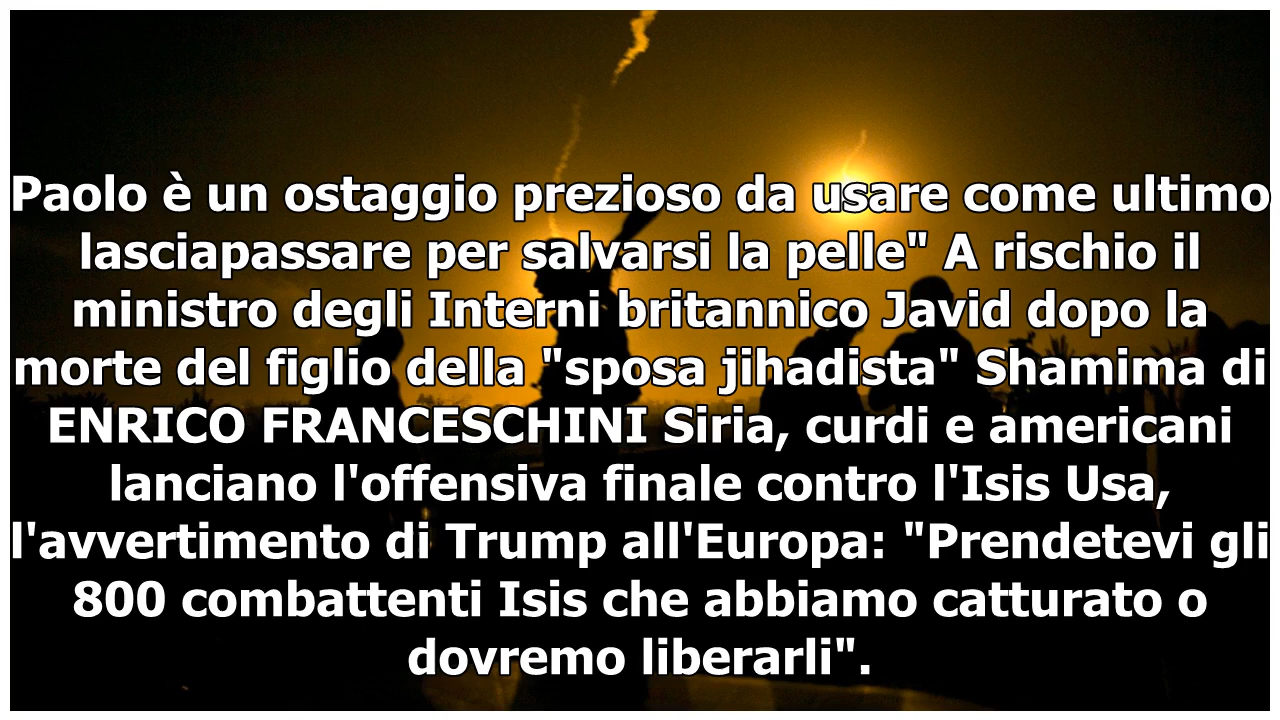 Paolo è un ostaggio prezioso da usare come ultimo
lasciapassare per salvarsi la pelle" A rischio il
ministro degli Interni britannico Javid dopo la
morte del figlio della "sposa jihadista" Shamima di
ENRICO FRANCESCHINI Siria, curdi e americani
lanciano l'offensiva finale contro l'Isis Usa,
l'avvertimento di Trump all'Europa: "Prendetevi gli
800 combattenti Isis che abbiamo catturato o
dovremo liberarli".